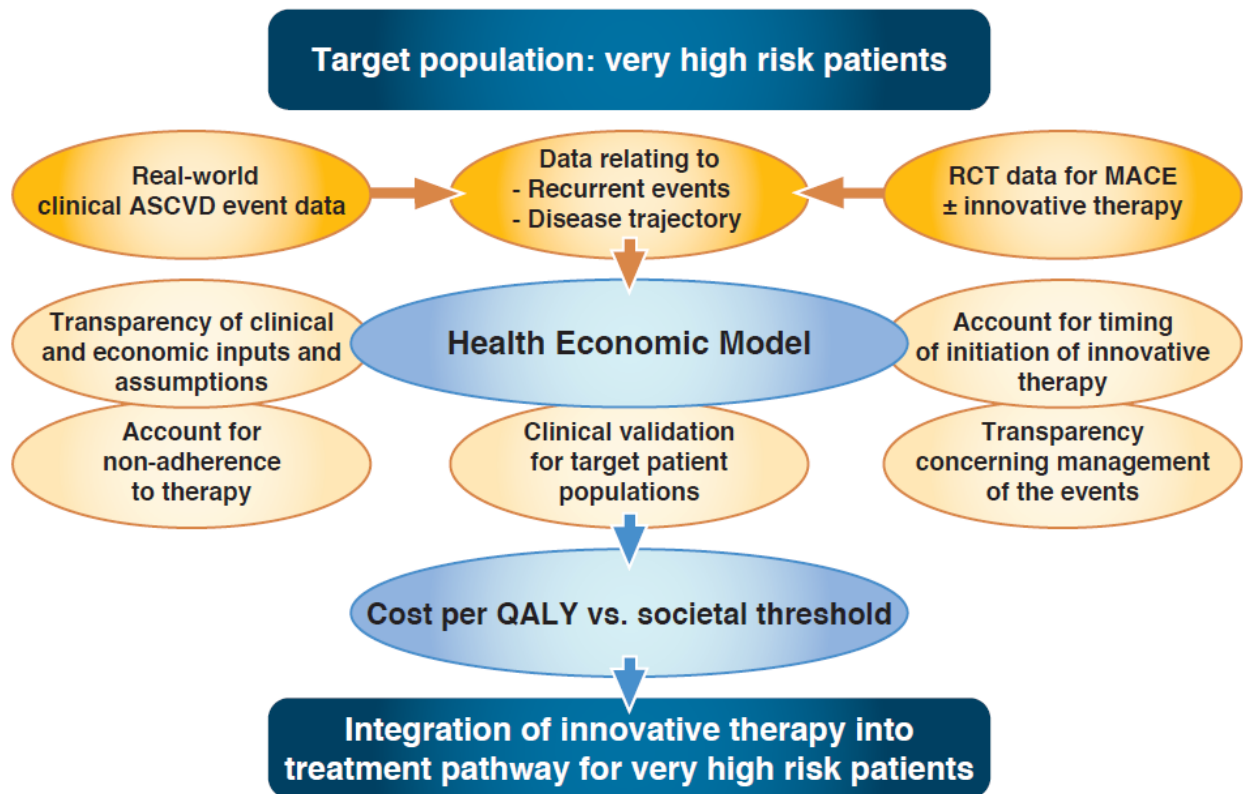 Target population: very high risk patients
Real-world
clinical ASCVD event data
Data relating to
- Recurrent events
- Disease trajectory
RCT data for MACE
± innovative therapy
Transparency of clinical
and economic inputs and
assumptions
Health Economic Model
Account for timing
of initiation of innovative
therapy
Account for
non-adherence
to therapy
Clinical validation
for target patient
populations
Transparency
concerning management
of the events
Cost per QALY vs. societal threshold
Integration of innovative therapy into
treatment pathway for very high risk patients